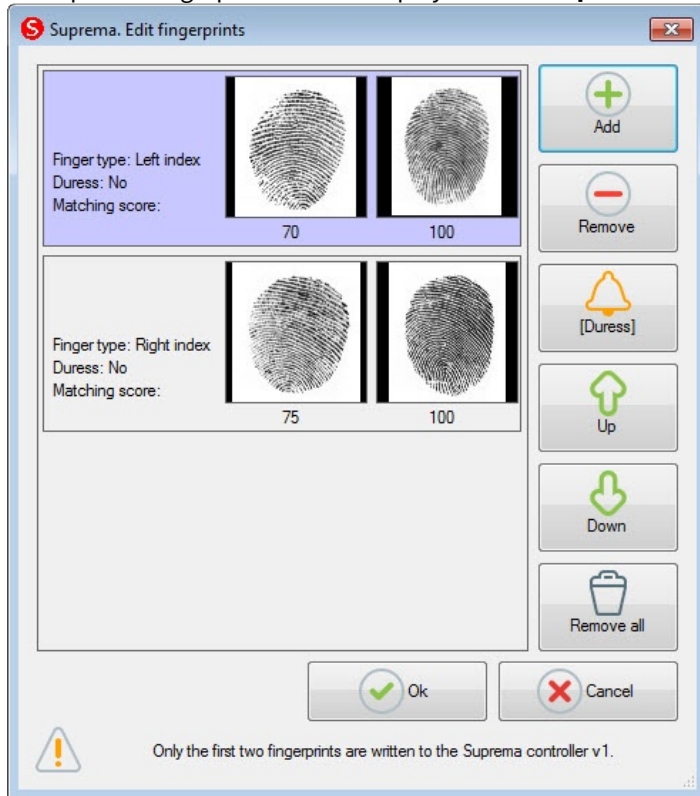 Suprema. Edit fingerprints
Finger type: Left index
Duress: No
Matching score:
70 100
Finger type: Right index
Duress: No
Matching score:
75 100
Add
Remove
[Duress]
Up
Down
Remove all
Ok
Cancel
Only the first two fingerprints are written to the Suprema controller v1.